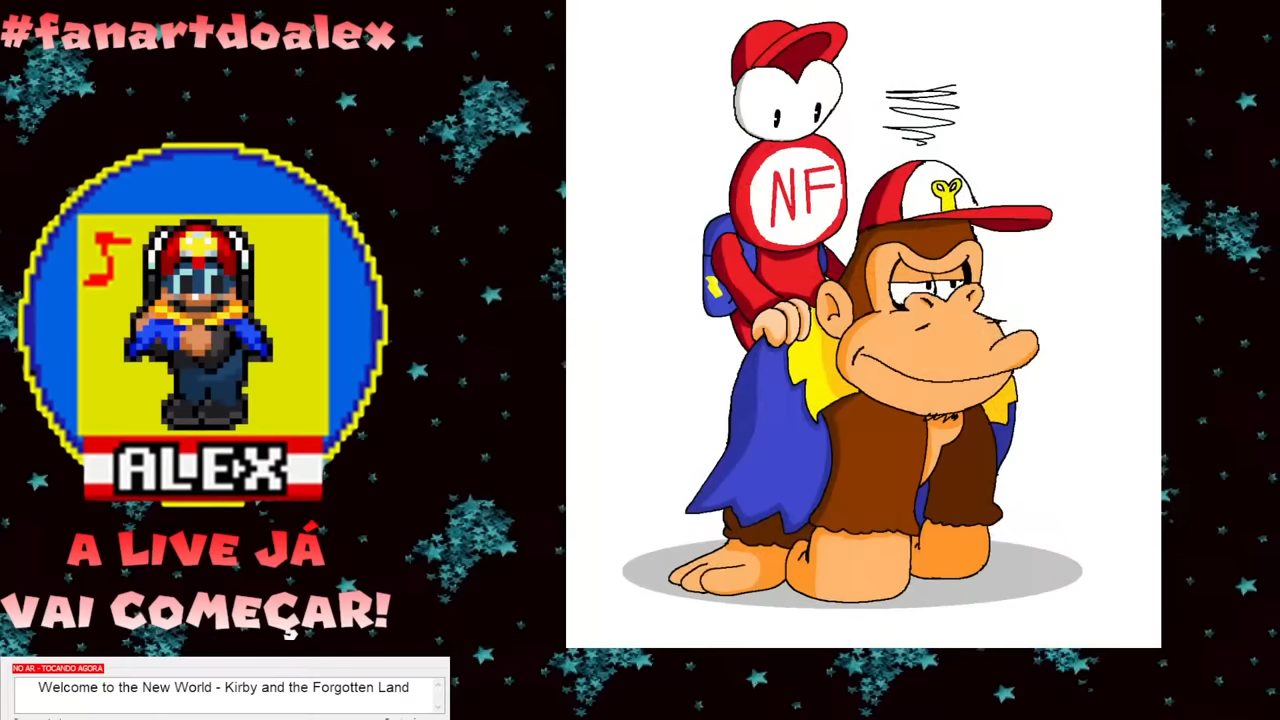 #fanartdoalex
NF
ALEX
A LIVE JÁ
VAI COMEÇAR!
NO AR - TOCANDO AGORA
Welcome to the New World - Kirby and the Forgotten Land